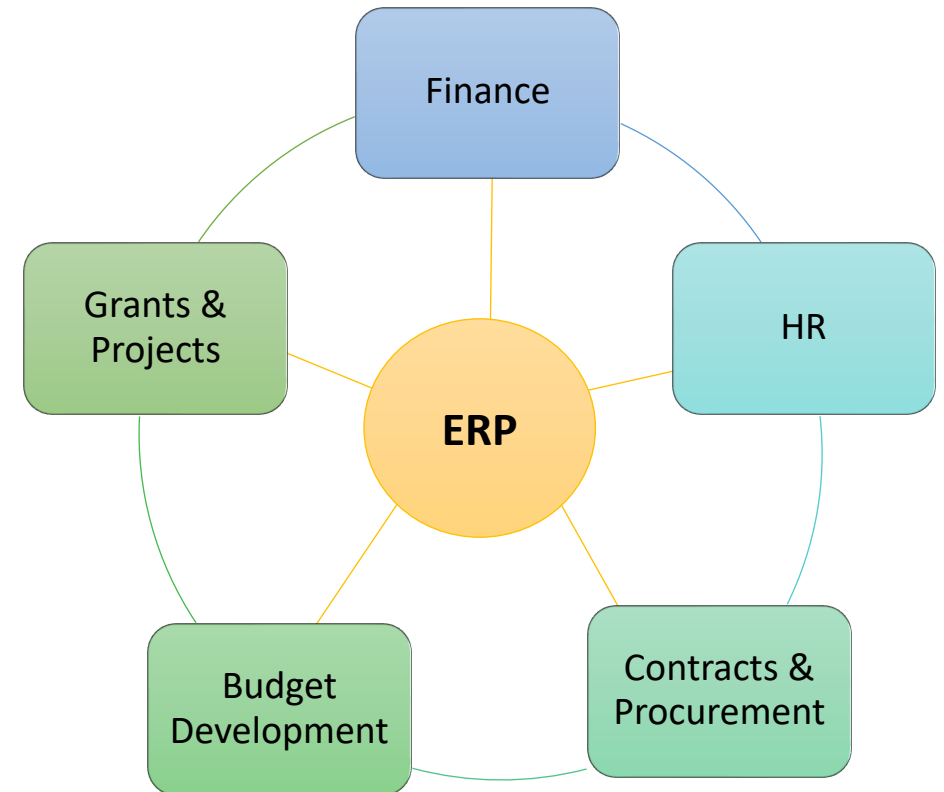 Finance
Grants &
Projects
HR
ERP
Budget
Development
Contracts &
Procurement